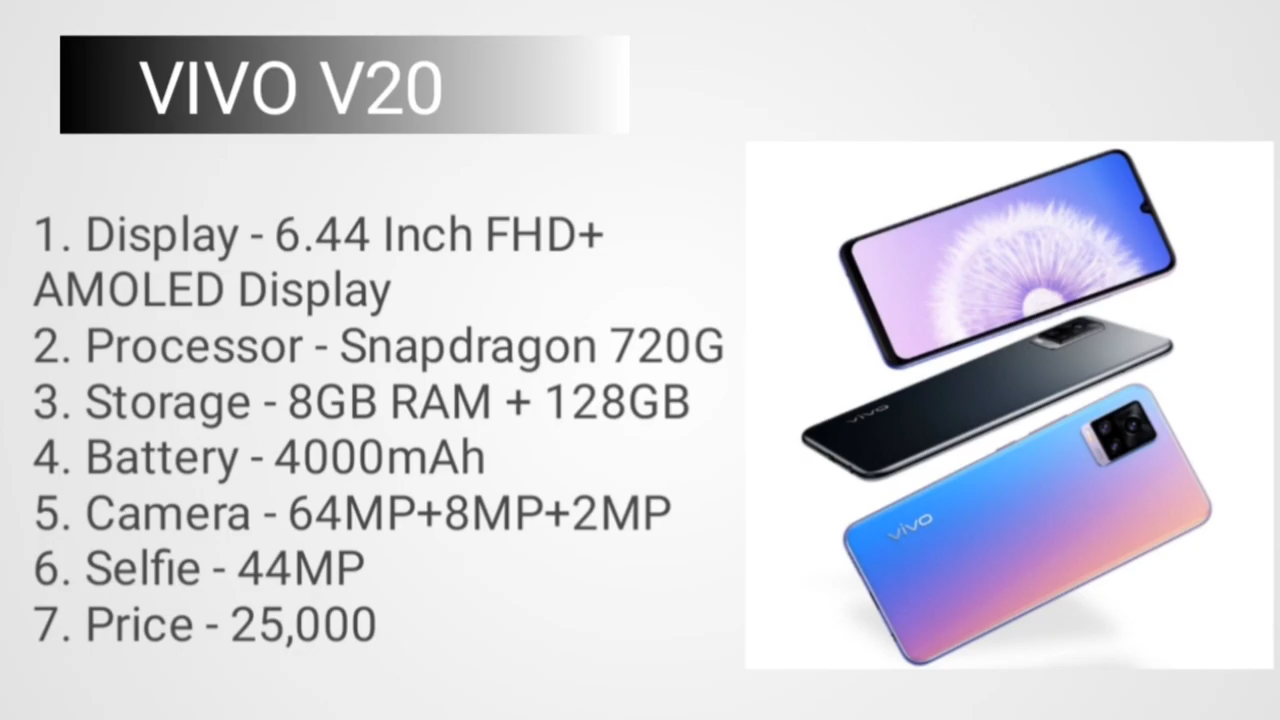 VIVO V20
1. Display - 6.44 Inch FHD+
AMOLED Display
2. Processor - Snapdragon 720G
3. Storage - 8GB RAM + 128GB
4. Battery - 4000mAh
5. Camera - 64MP+8MP+2MP
6. Selfie - 44MP
7. Price - 25,000
vivo
vivo